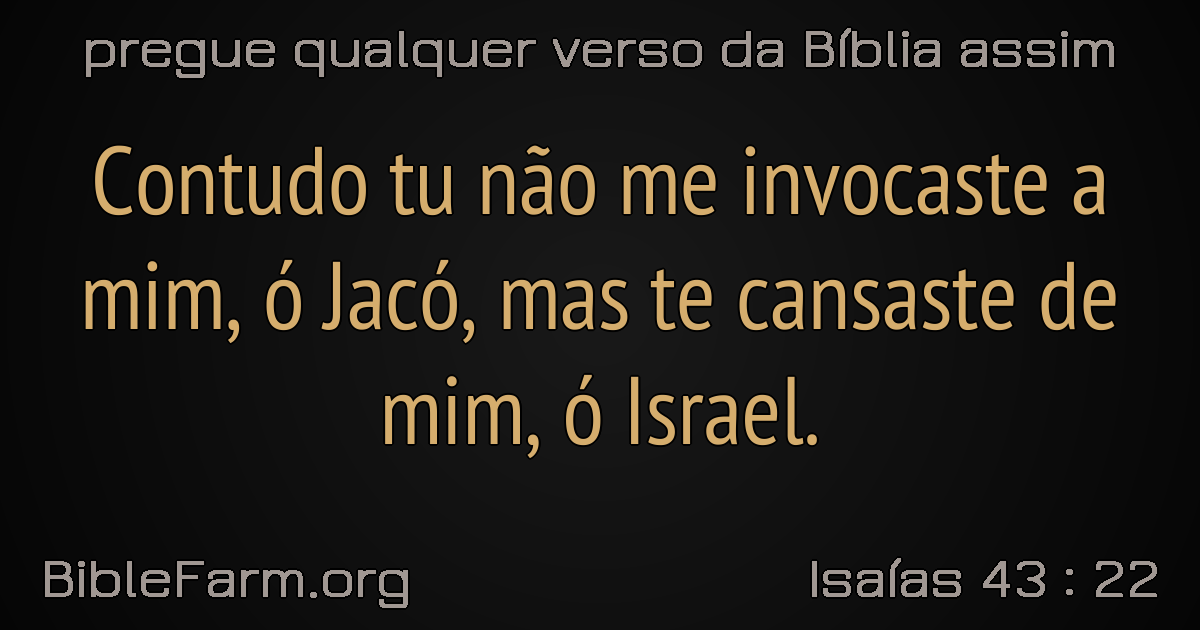 pregue qualquer verso da Bíblia assim
Contudo tu não me invocaste a
mim, ó Jacó, mas te cansaste de
mim, ó Israel.
BibleFarm.org
Isaías 43 : 22